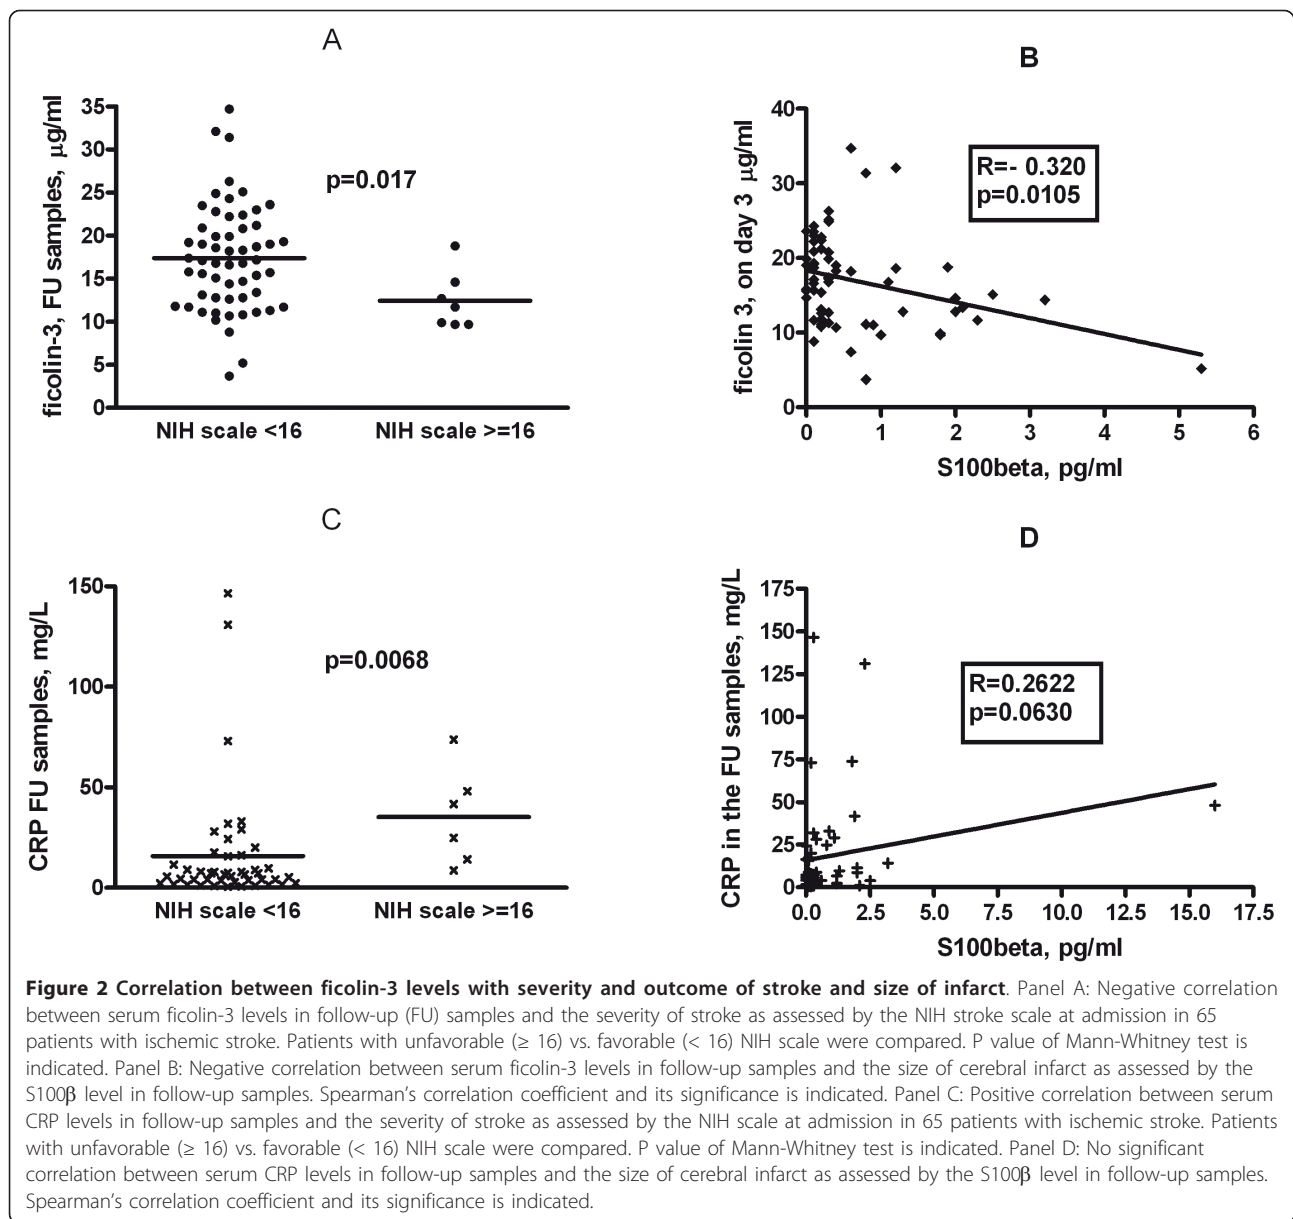 A
ficolin-3, FU samples, µg/ml
35
30
25
20
15
10
5
0
p=0.017
NIH scale <16
NIH scale >=16
B
ficolin 3, on day 3 µg/ml
40
30
20
10
0
R=- 0.320
p=0.0105
0 1 2 3 4 5 6
S100beta, pg/ml
C
CRP FU samples, mg/L
150
100
50
0
p=0.0068
NIH scale <16
NIH scale >=16
D
CRP in the FU samples, mg/L
175
150
125
100
75
50
25
0
R=0.2622
p=0.0630
0.0 2.5 5.0 7.5 10.0 12.5 15.0 17.5
S100beta, pg/ml
Figure 2 Correlation between ficolin-3 levels with severity and outcome of stroke and size of infarct. Panel A: Negative correlation
between serum ficolin-3 levels in follow-up (FU) samples and the severity of stroke as assessed by the NIH stroke scale at admission in 65
patients with ischemic stroke. Patients with unfavorable (≥ 16) vs. favorable (< 16) NIH scale were compared. P value of Mann-Whitney test is
indicated. Panel B: Negative correlation between serum ficolin-3 levels in follow-up samples and the size of cerebral infarct as assessed by the
S100β level in follow-up samples. Spearman's correlation coefficient and its significance is indicated. Panel C: Positive correlation between serum
CRP levels in follow-up samples and the severity of stroke as assessed by the NIH scale at admission in 65 patients with ischemic stroke. Patients
with unfavorable (≥ 16) vs. favorable (< 16) NIH scale were compared. P value of Mann-Whitney test is indicated. Panel D: No significant
correlation between serum CRP levels in follow-up samples and the size of cerebral infarct as assessed by the S100β level in follow-up samples.
Spearman's correlation coefficient and its significance is indicated.